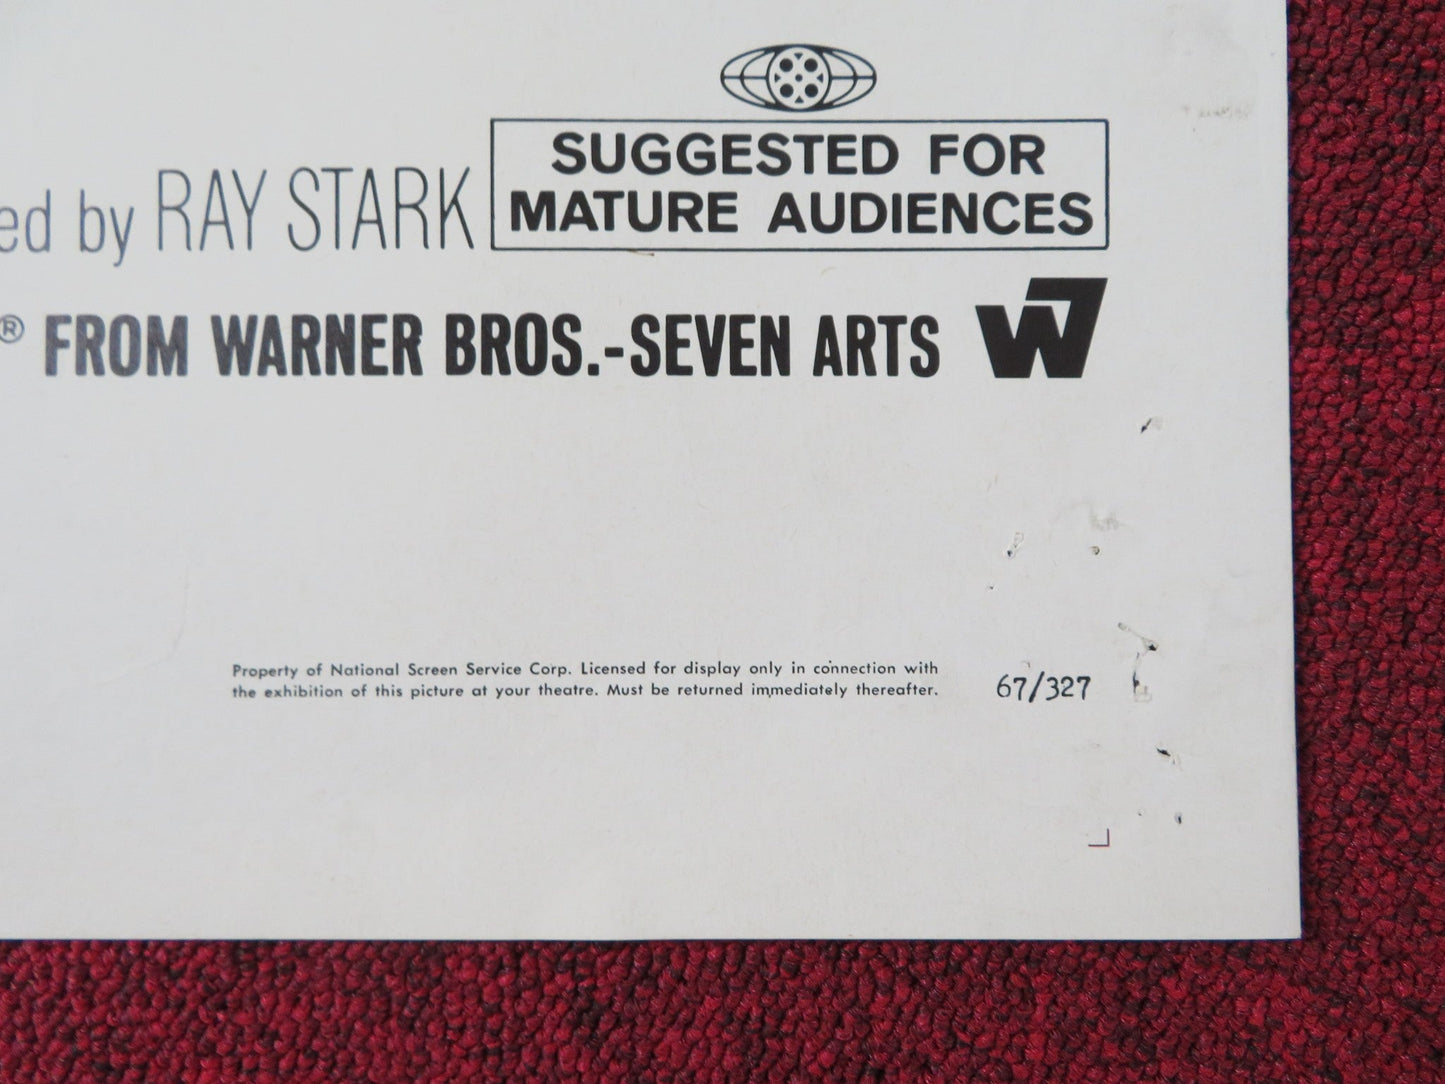 SUGGESTED FOR
MATURE AUDIENCES
ed by RAY STARK
® FROM WARNER BROS.-SEVEN ARTS W7
Property of National Screen Service Corp. Licensed for display only in connection with
the exhibition of this picture at your theatre. Must be returned immediately thereafter.
67/327